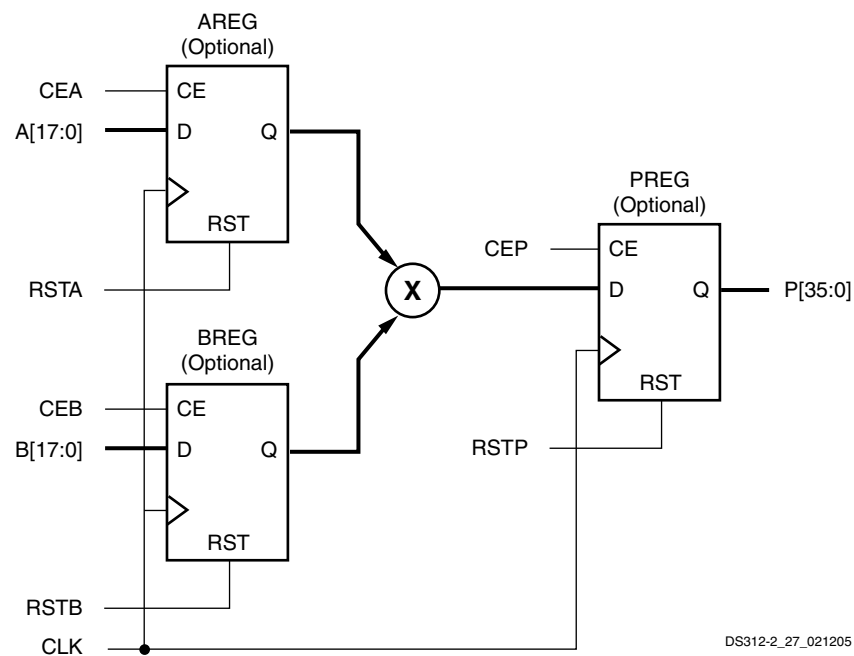 AREG
(Optional)
CEA
CE
A[17:0]
D
Q
RST
RSTA
BREG
(Optional)
CEB
CE
B[17:0]
D
Q
RST
RSTB
CLK
X
PREG
(Optional)
CEP
CE
D
Q
P[35:0]
RST
RSTP
DS312-2_27_021205